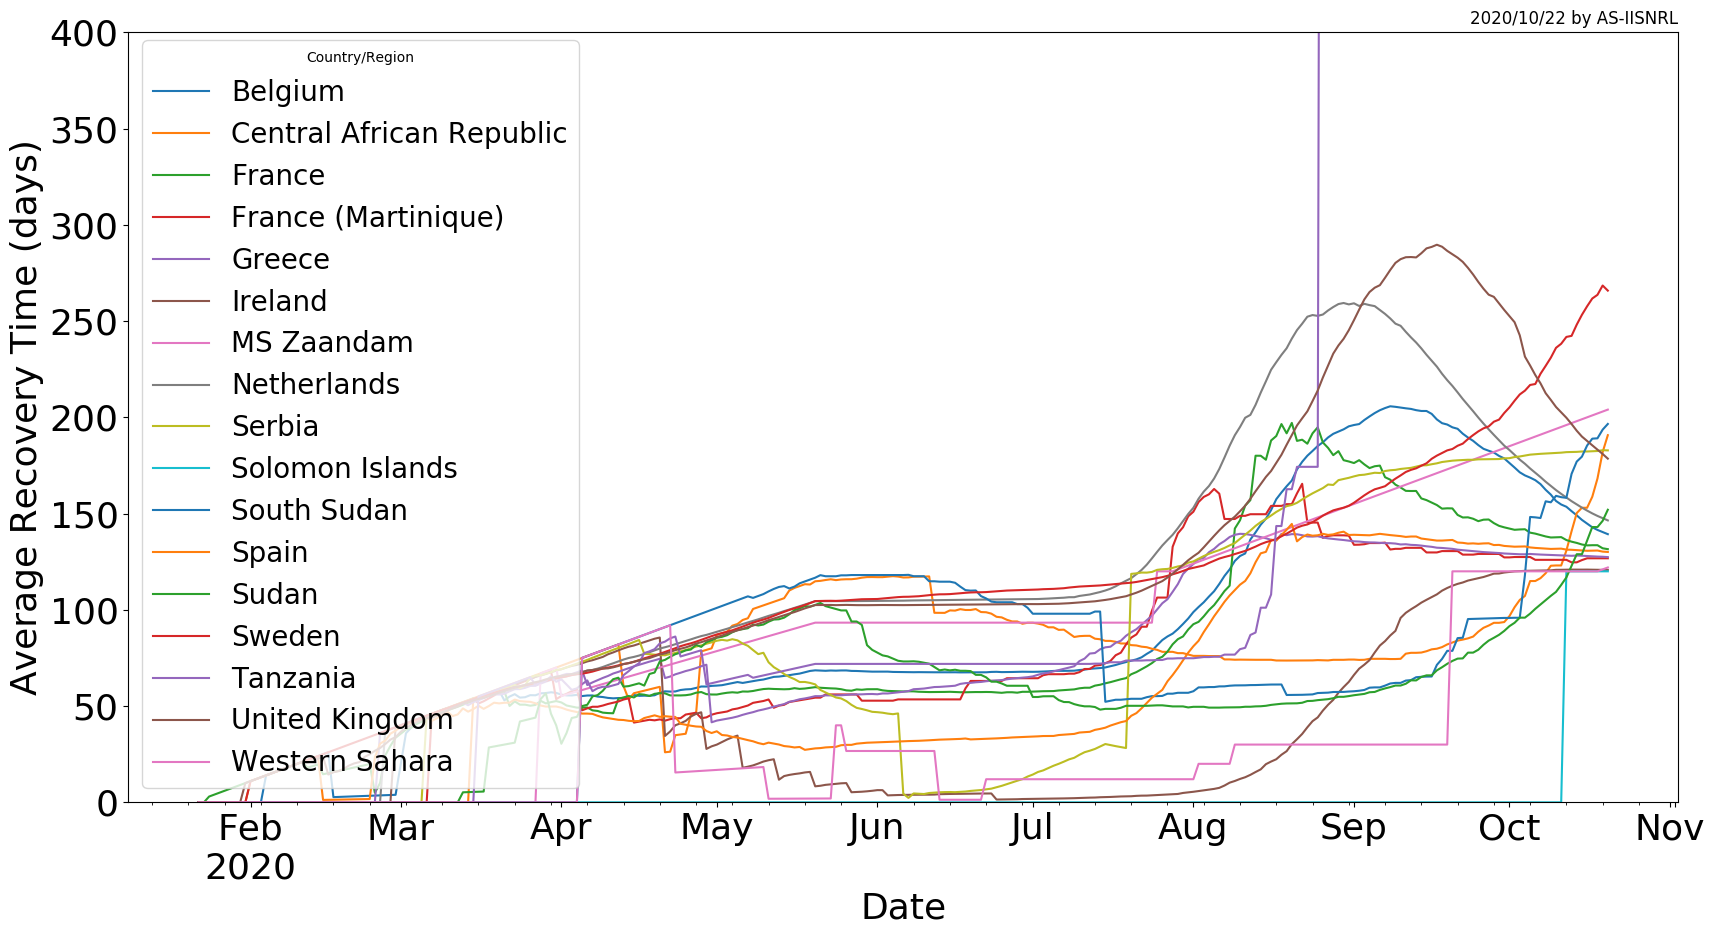 2020/10/22 by AS-IISNRL
400
350
300
250
200
150
100
50
0
Average Recovery Time (days)
Country/Region
Belgium
Central African Republic
France
France (Martinique)
Greece
Ireland
MS Zaandam
Netherlands
Serbia
Solomon Islands
South Sudan
Spain
Sudan
Sweden
Tanzania
United Kingdom
Western Sahara
Feb Mar Apr May Jun Jul Aug Sep Oct Nov
2020
Date